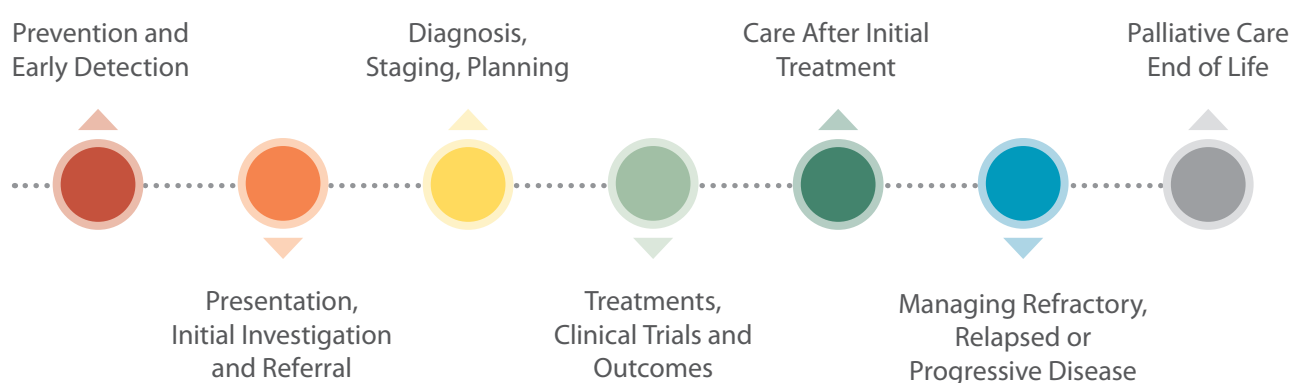 Prevention and
Early Detection
Presentation,
Initial Investigation
and Referral
Diagnosis,
Staging, Planning
Treatments,
Clinical Trials and
Outcomes
Care After Initial
Treatment
Managing Refractory,
Relapsed or
Progressive Disease
Palliative Care
End of Life